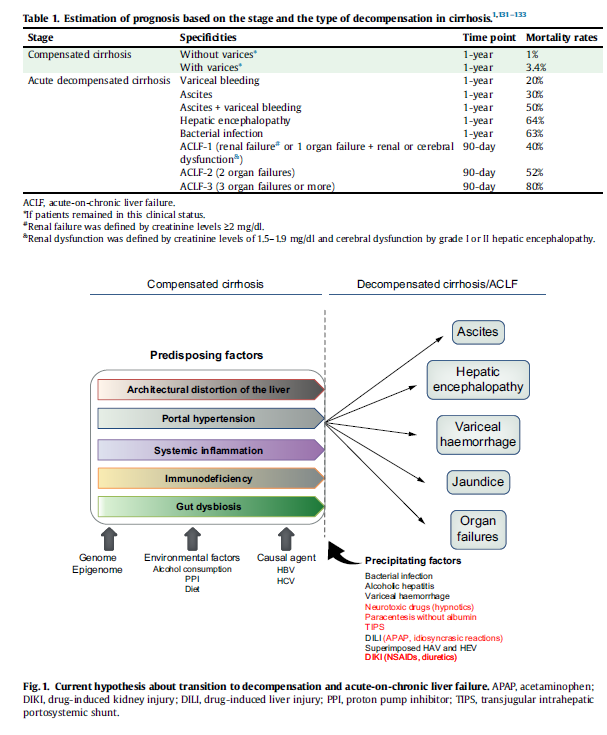 Table 1. Estimation of prognosis based on the stage and the type of decompensation in cirrhosis.1,131–133
Stage Specificities Time point Mortality rates
Compensated cirrhosis Without varices* 1-year 1%
With varices* 1-year 3.4%
Acute decompensated cirrhosis Variceal bleeding 1-year 20%
Ascites 1-year 30%
Ascites + variceal bleeding 1-year 50%
Hepatic encephalopathy 1-year 64%
Bacterial infection 1-year 63%
ACLF-1 (renal failure# or 1 organ failure + renal or cerebral 90-day 40%
dysfunction&)
ACLF-2 (2 organ failures) 90-day 52%
ACLF-3 (3 organ failures or more) 90-day 80%
ACLF, acute-on-chronic liver failure.
*If patients remained in this clinical status.
#Renal failure was defined by creatinine levels ≥2 mg/dl.
&Renal dysfunction was defined by creatinine levels of 1.5–1.9 mg/dl and cerebral dysfunction by grade I or II hepatic encephalopathy.
Compensated cirrhosis
Decompensated cirrhosis/ACLF
Predisposing factors
Architectural distortion of the liver
Portal hypertension
Systemic inflammation
Immunodeficiency
Gut dysbiosis
Genome
Epigenome
Environmental factors
Alcohol consumption
PPI
Diet
Causal agent
HBV
HCV
Ascites
Hepatic
encephalopathy
Variceal
haemorrhage
Jaundice
Organ
failures
Precipitating factors
Bacterial infection
Alcoholic hepatitis
Variceal haemorrhage
Neurotoxic drugs (hypnotics)
Paracentesis without albumin
TIPS
DILI (APAP, idiosyncrasic reactions)
Superimposed HAV and HEV
DIKI (NSAIDs, diuretics)
Fig. 1. Current hypothesis about transition to decompensation and acute-on-chronic liver failure. APAP, acetaminophen;
DIKI, drug-induced kidney injury; DILI, drug-induced liver injury; PPI, proton pump inhibitor; TIPS, transjugular intrahepatic
portosystemic shunt.